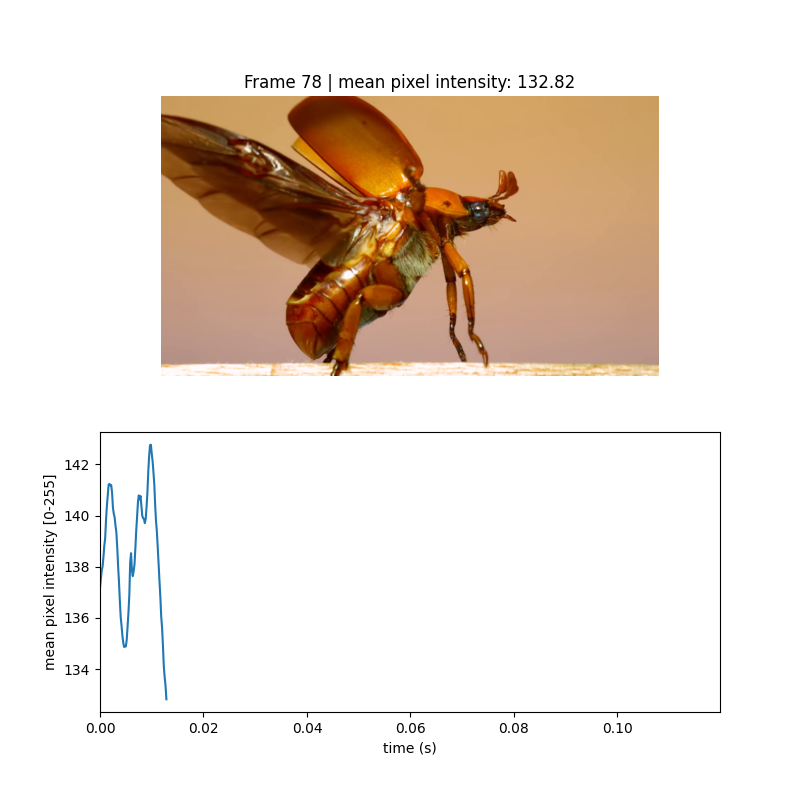 Frame 78 | mean pixel intensity: 132.82
142
140
138
136
134
mean pixel intensity [0-255]
0.00 0.02 0.04 0.06 0.08 0.10
time (s)